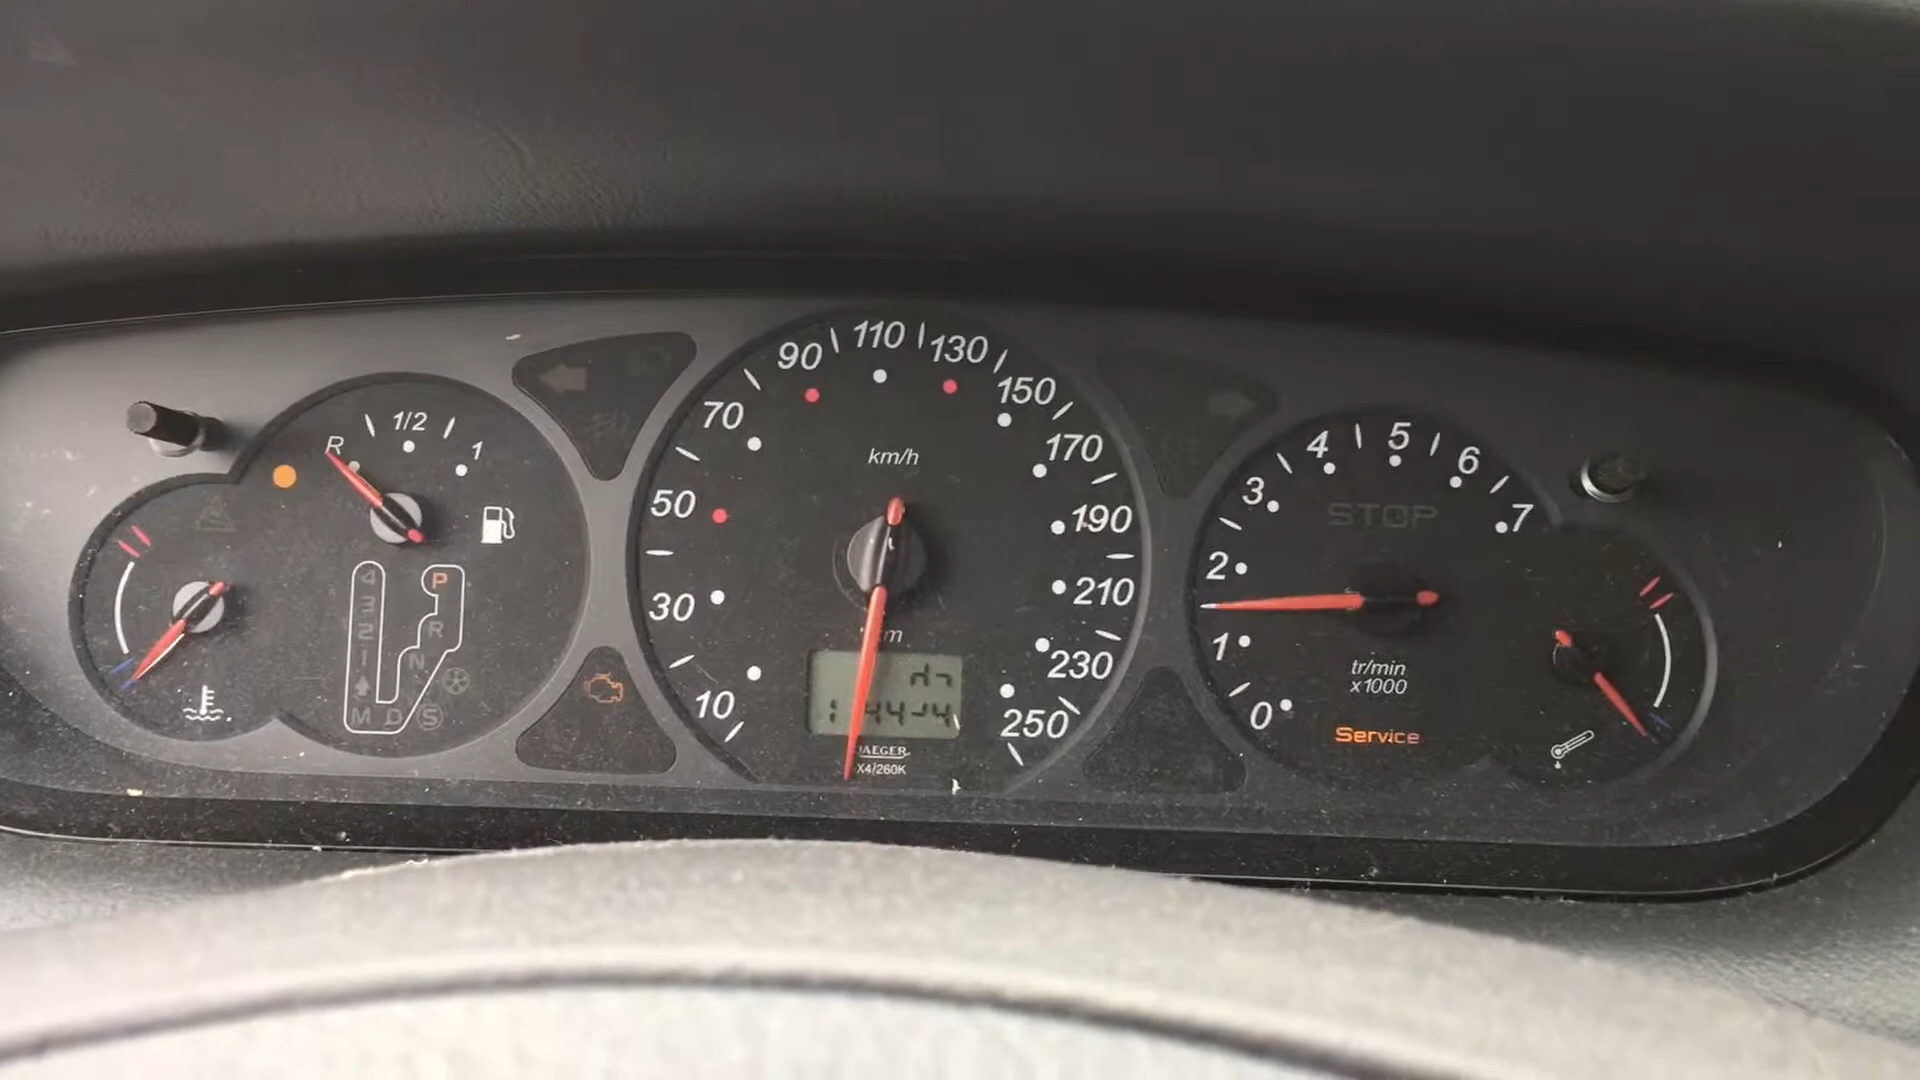 R 1/2 1
P
4
3
2
1
R
N
M D S
10 30 50 70 90 110 130 150 170 190 210 230 250
km/h
km
JAEGER
X4/260K
0 1 2 3 4 5 6 7
STOP
tr/min
x1000
Service